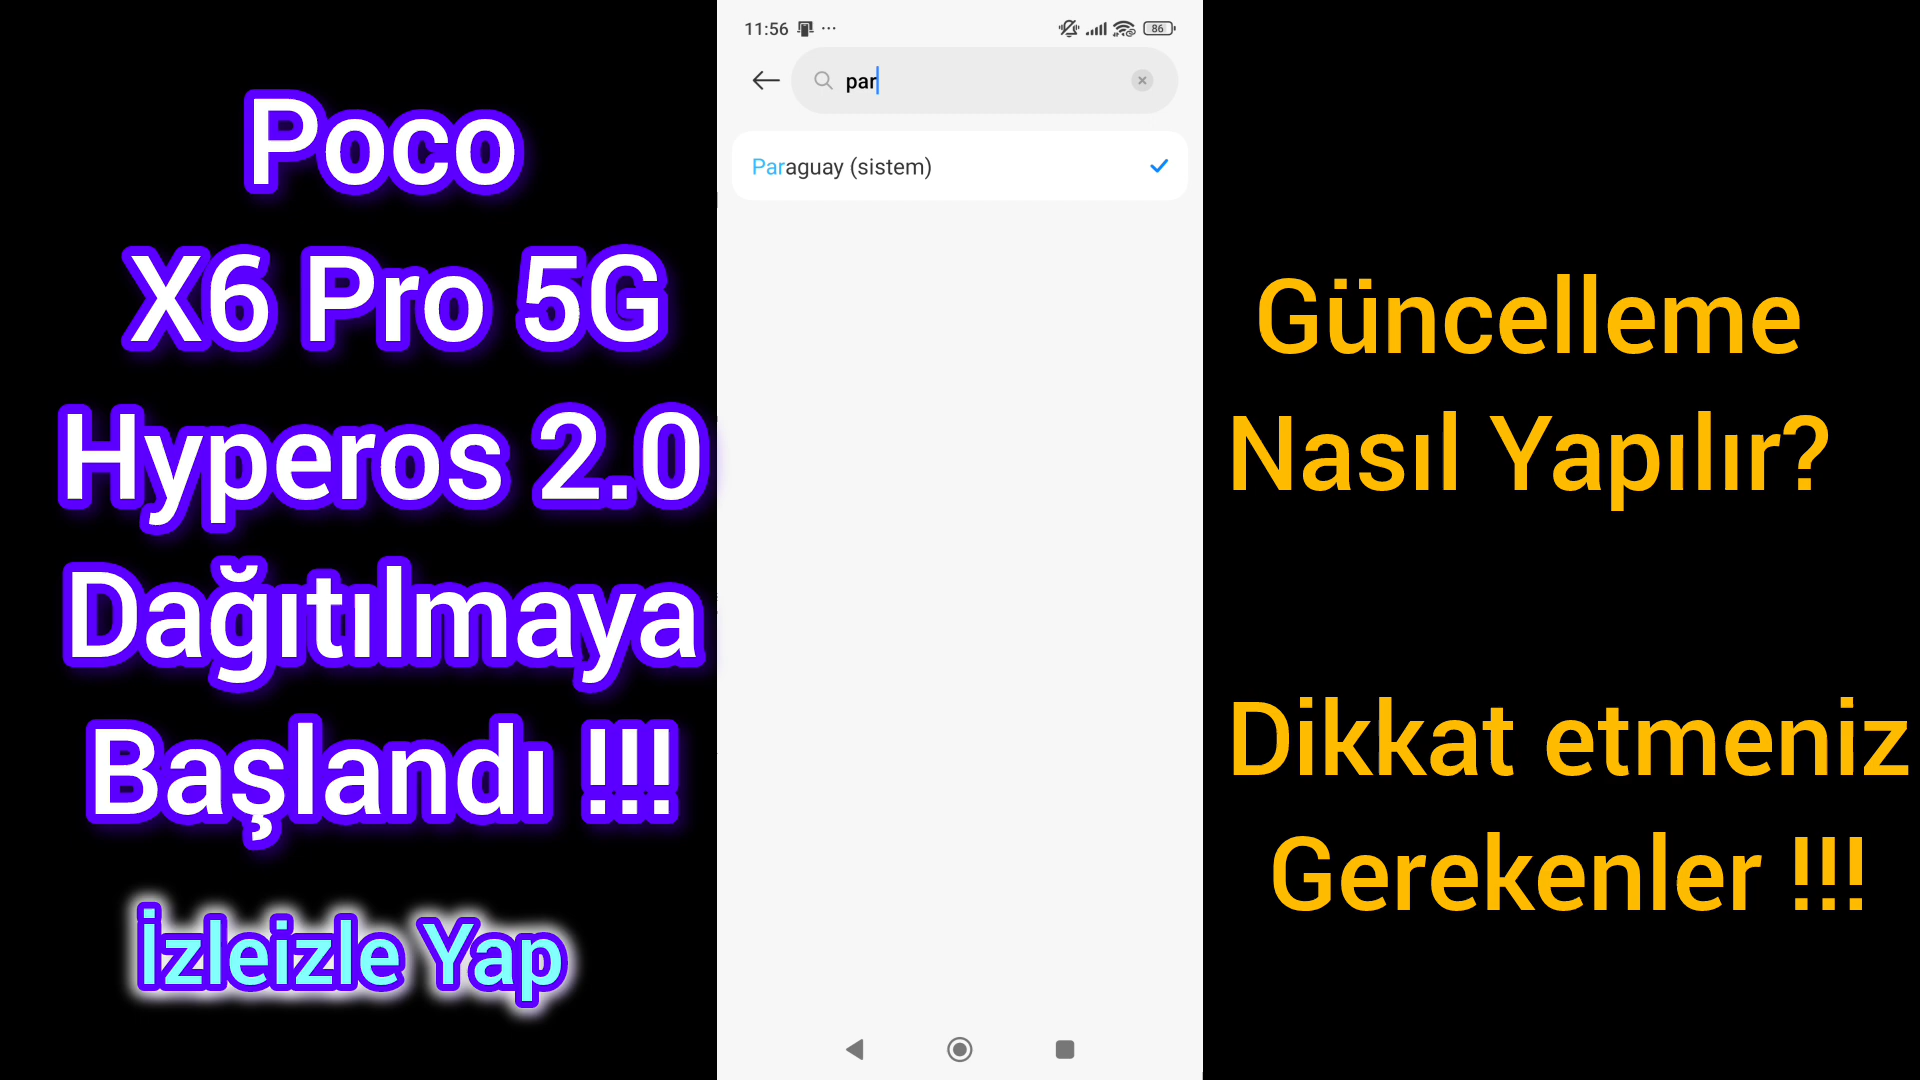 Poco
X6 Pro 5G
Hyperos 2.0
Dağıtılmaya
Başlandı !!!
İzleizle Yap
11:56 ...
86
par
Paraguay (sistem)
Güncelleme
Nasıl Yapılır?
Dikkat etmeniz
Gerekenler !!!